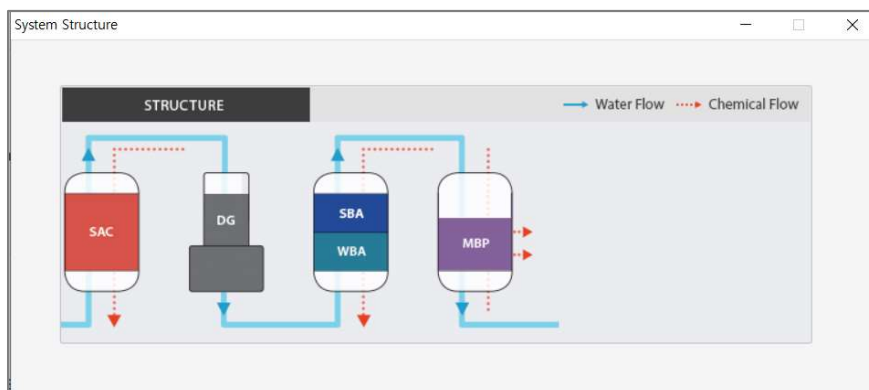 System Structure
STRUCTURE
Water Flow
Chemical Flow
SAC
DG
SBA
WBA
MBP